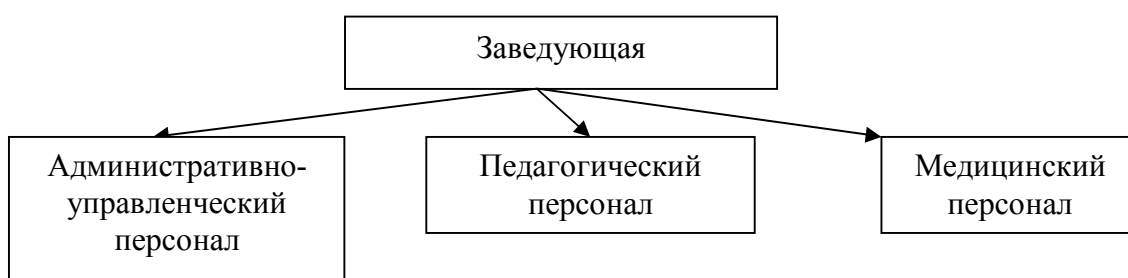 Заведующая
Административно-
управленческий
персонал
Педагогический
персонал
Медицинский
персонал